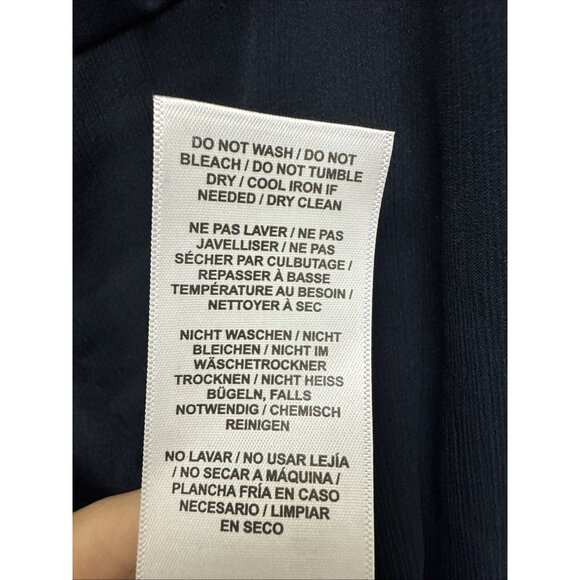 DO NOT WASH / DO NOT
BLEACH / DO NOT TUMBLE
DRY / COOL IRON IF
NEEDED / DRY CLEAN
NE PAS LAVER / NE PAS
JAVELLISER / NE PAS
SÉCHER PAR CULBUTAGE /
REPASSER À BASSE
TEMPÉRATURE AU BESOIN /
NETTOYER À SEC
NICHT WASCHEN / NICHT
BLEICHEN / NICHT IM
WÄSCHETROCKNER
TROCKNEN / NICHT HEISS
BÜGELN, FALLS
NOTWENDIG / CHEMISCH
REINIGEN
NO LAVAR / NO USAR LEJÍA
/ NO SECAR A MÁQUINA /
PLANCHA FRÍA EN CASO
NECESARIO / LIMPIAR
EN SECO